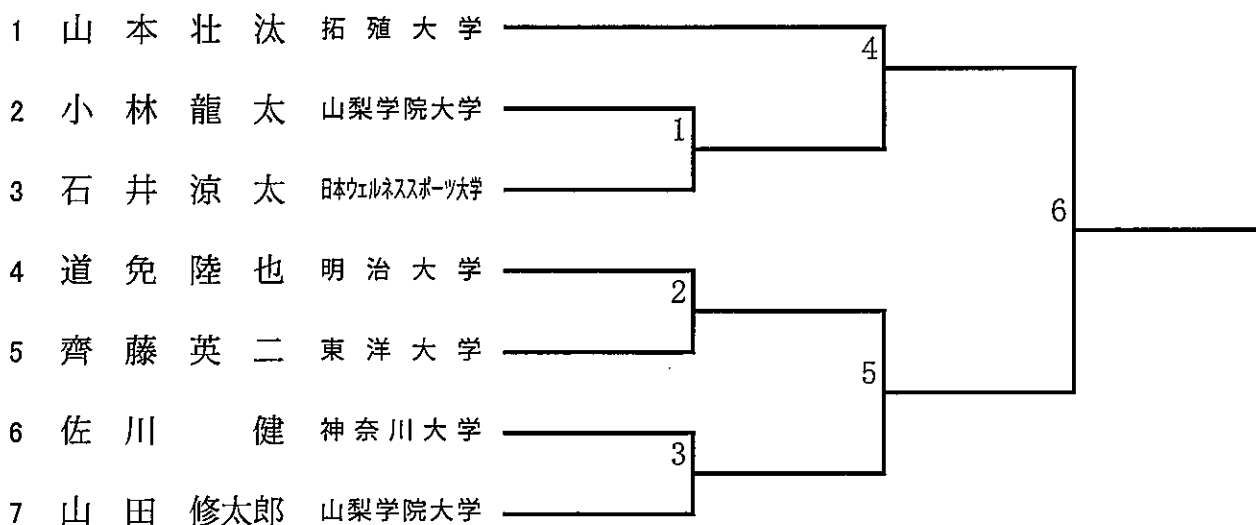 1 山本壮汰 拓殖大学
4
2 小林龍太 山梨学院大学
1
3 石井涼太 日本ウェルネススポーツ大学
6
4 道免陸也 明治大学
2
5 齊藤英二 東洋大学
5
6 佐川 健 神奈川大学
3
7 山田修太郎 山梨学院大学